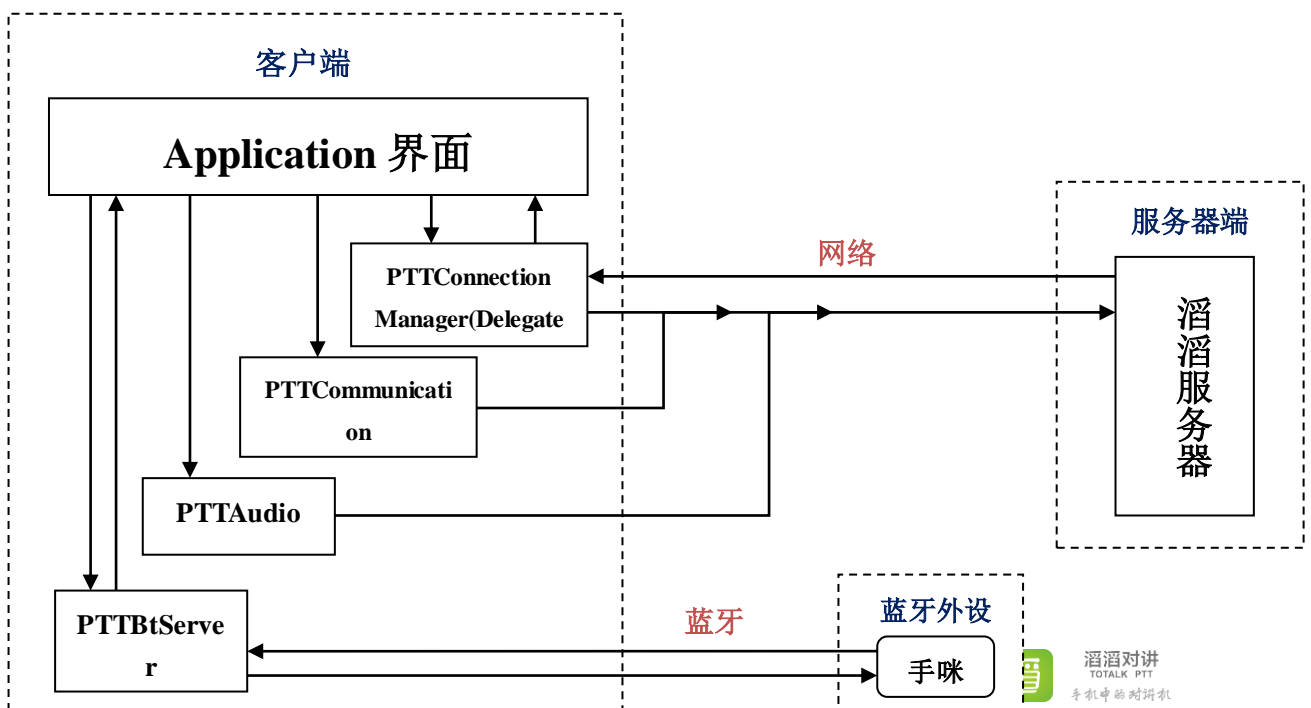 客户端
Application 界面
服务器端
网络
PTTConnection
Manager(Delegate
滔
滔
服
务
器
PTTCommunicati
on
PTTAudio
PTTBtServe
r
蓝牙
蓝牙外设
手咪
滔滔对讲
TOTALK PTT
手机中的对讲机